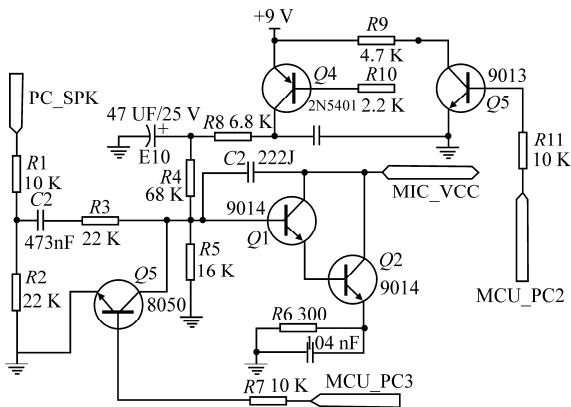 +9 V
R9
4.7 K
Q4
R10
2N5401
2.2 K
9013
Q5
PC_SPK
47 UF/25 V
+
E10
R8 6.8 K
R11
10 K
R1
10 K
R4
68 K
C2 222J
MIC_VCC
C2
473nF
R3
22 K
9014
Q1
R5
16 K
Q2
9014
MCU_PC2
R2
22 K
Q5
8050
R6 300
104 nF
R7 10 K
MCU_PC3